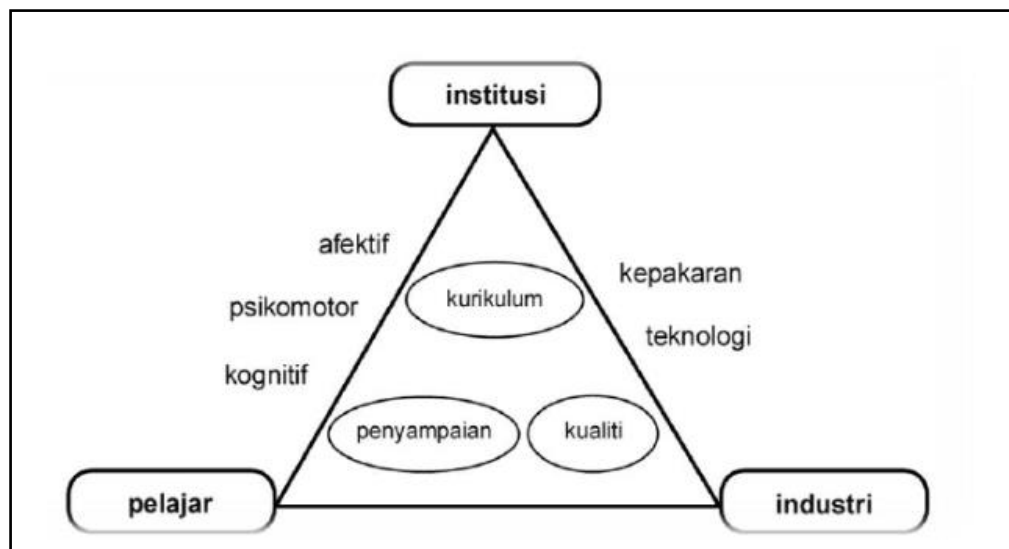 institusi
afektif
kepakaran
kurikulum
psikomotor
teknologi
kognitif
penyampaian
kualiti
pelajar
industri